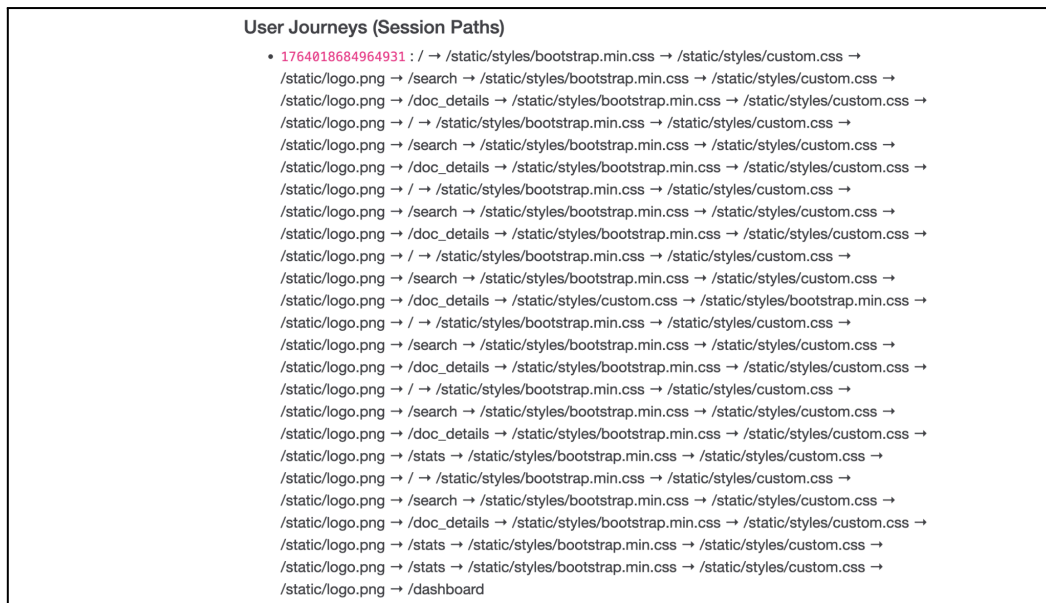 User Journeys (Session Paths)
• 1764018684964931 : / → /static/styles/bootstrap.min.css → /static/styles/custom.css →
/static/logo.png → /search → /static/styles/bootstrap.min.css → /static/styles/custom.css →
/static/logo.png → /doc_details → /static/styles/bootstrap.min.css → /static/styles/custom.css →
/static/logo.png → / → /static/styles/bootstrap.min.css → /static/styles/custom.css →
/static/logo.png → /search → /static/styles/bootstrap.min.css → /static/styles/custom.css →
/static/logo.png → /doc_details → /static/styles/bootstrap.min.css → /static/styles/custom.css →
/static/logo.png → / → /static/styles/bootstrap.min.css → /static/styles/custom.css →
/static/logo.png → /search → /static/styles/bootstrap.min.css → /static/styles/custom.css →
/static/logo.png → /doc_details → /static/styles/bootstrap.min.css → /static/styles/custom.css →
/static/logo.png → / → /static/styles/bootstrap.min.css → /static/styles/custom.css →
/static/logo.png → /search → /static/styles/bootstrap.min.css → /static/styles/custom.css →
/static/logo.png → /doc_details → /static/styles/custom.css → /static/styles/bootstrap.min.css →
/static/logo.png → / → /static/styles/bootstrap.min.css → /static/styles/custom.css →
/static/logo.png → /search → /static/styles/bootstrap.min.css → /static/styles/custom.css →
/static/logo.png → /doc_details → /static/styles/bootstrap.min.css → /static/styles/custom.css →
/static/logo.png → / → /static/styles/bootstrap.min.css → /static/styles/custom.css →
/static/logo.png → /search → /static/styles/bootstrap.min.css → /static/styles/custom.css →
/static/logo.png → /doc_details → /static/styles/bootstrap.min.css → /static/styles/custom.css →
/static/logo.png → /stats → /static/styles/bootstrap.min.css → /static/styles/custom.css →
/static/logo.png → / → /static/styles/bootstrap.min.css → /static/styles/custom.css →
/static/logo.png → /search → /static/styles/bootstrap.min.css → /static/styles/custom.css →
/static/logo.png → /doc_details → /static/styles/bootstrap.min.css → /static/styles/custom.css →
/static/logo.png → /stats → /static/styles/bootstrap.min.css → /static/styles/custom.css →
/static/logo.png → /stats → /static/styles/bootstrap.min.css → /static/styles/custom.css →
/static/logo.png → /dashboard